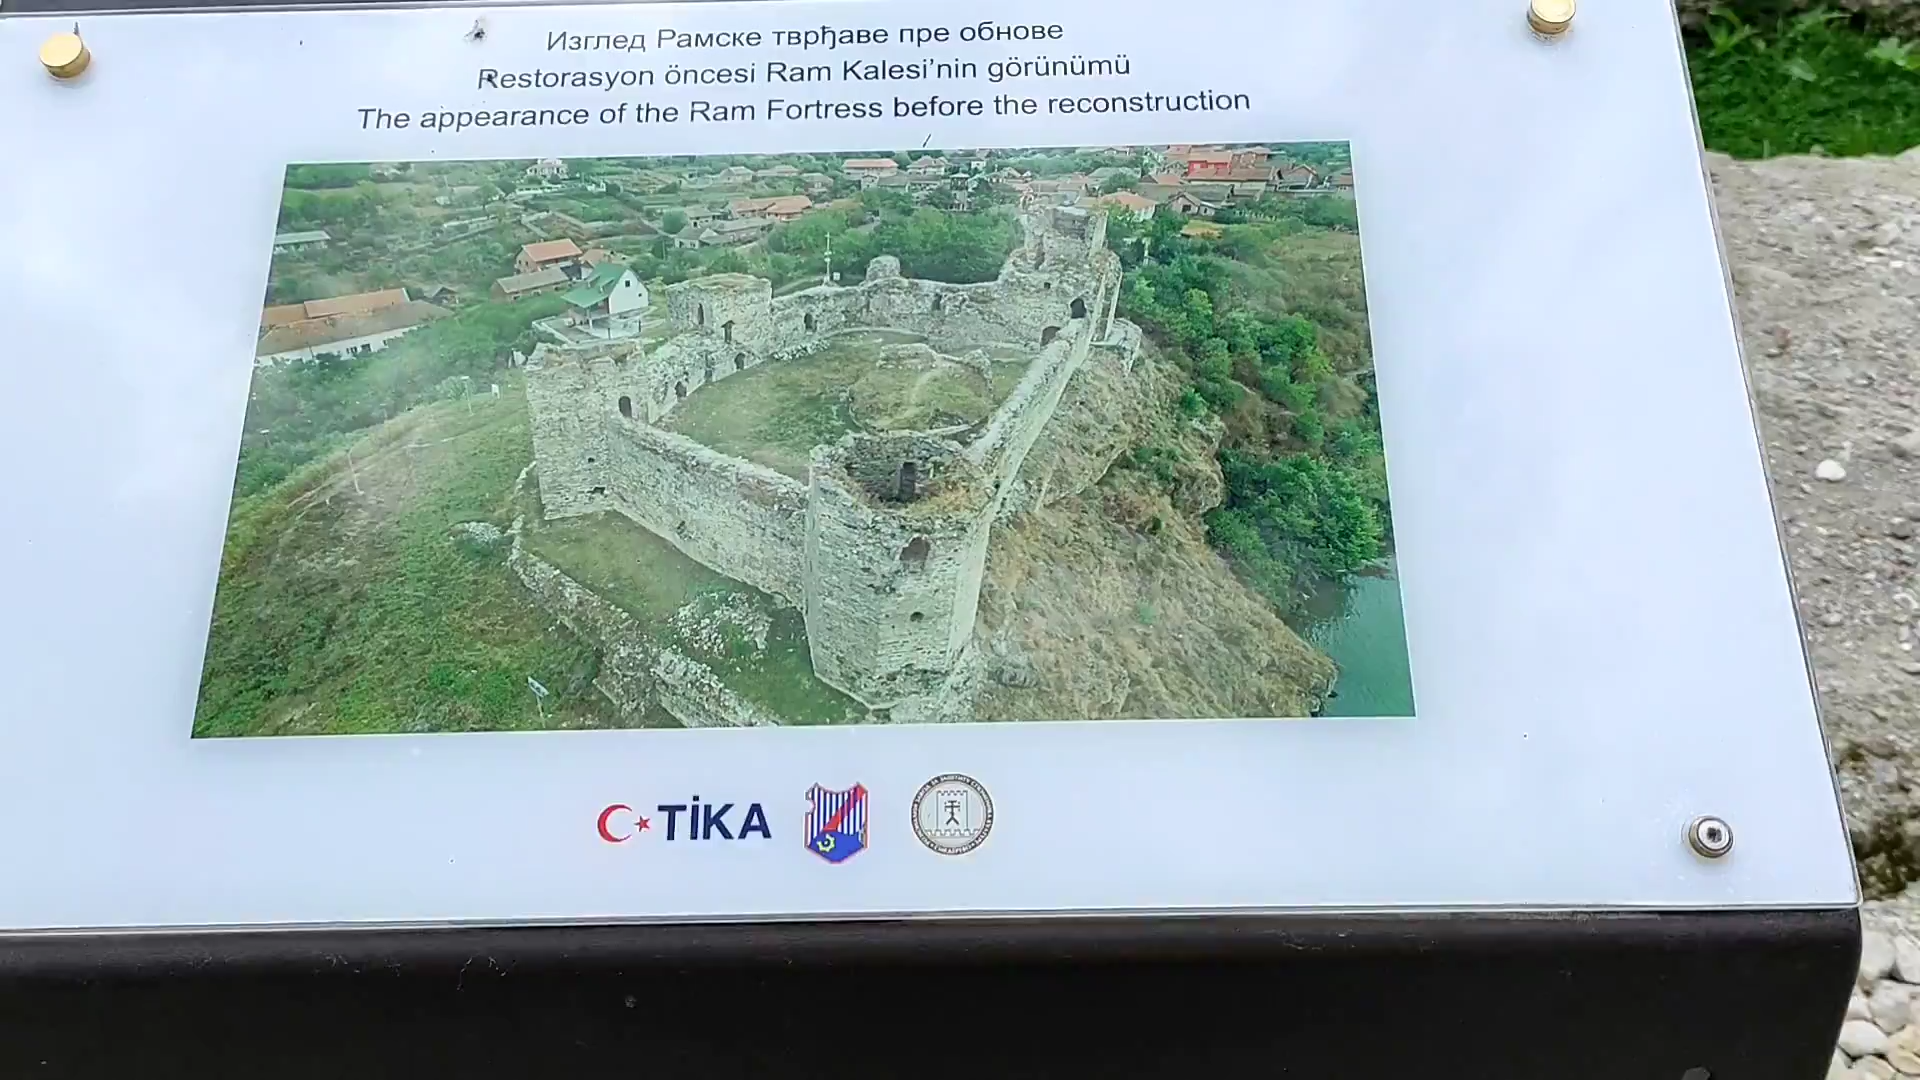 Изглед Рамске тврђаве пре обнове
Restorasyon öncesi Ram Kalesi'nin görünümü
The appearance of the Ram Fortress before the reconstruction
TİKA